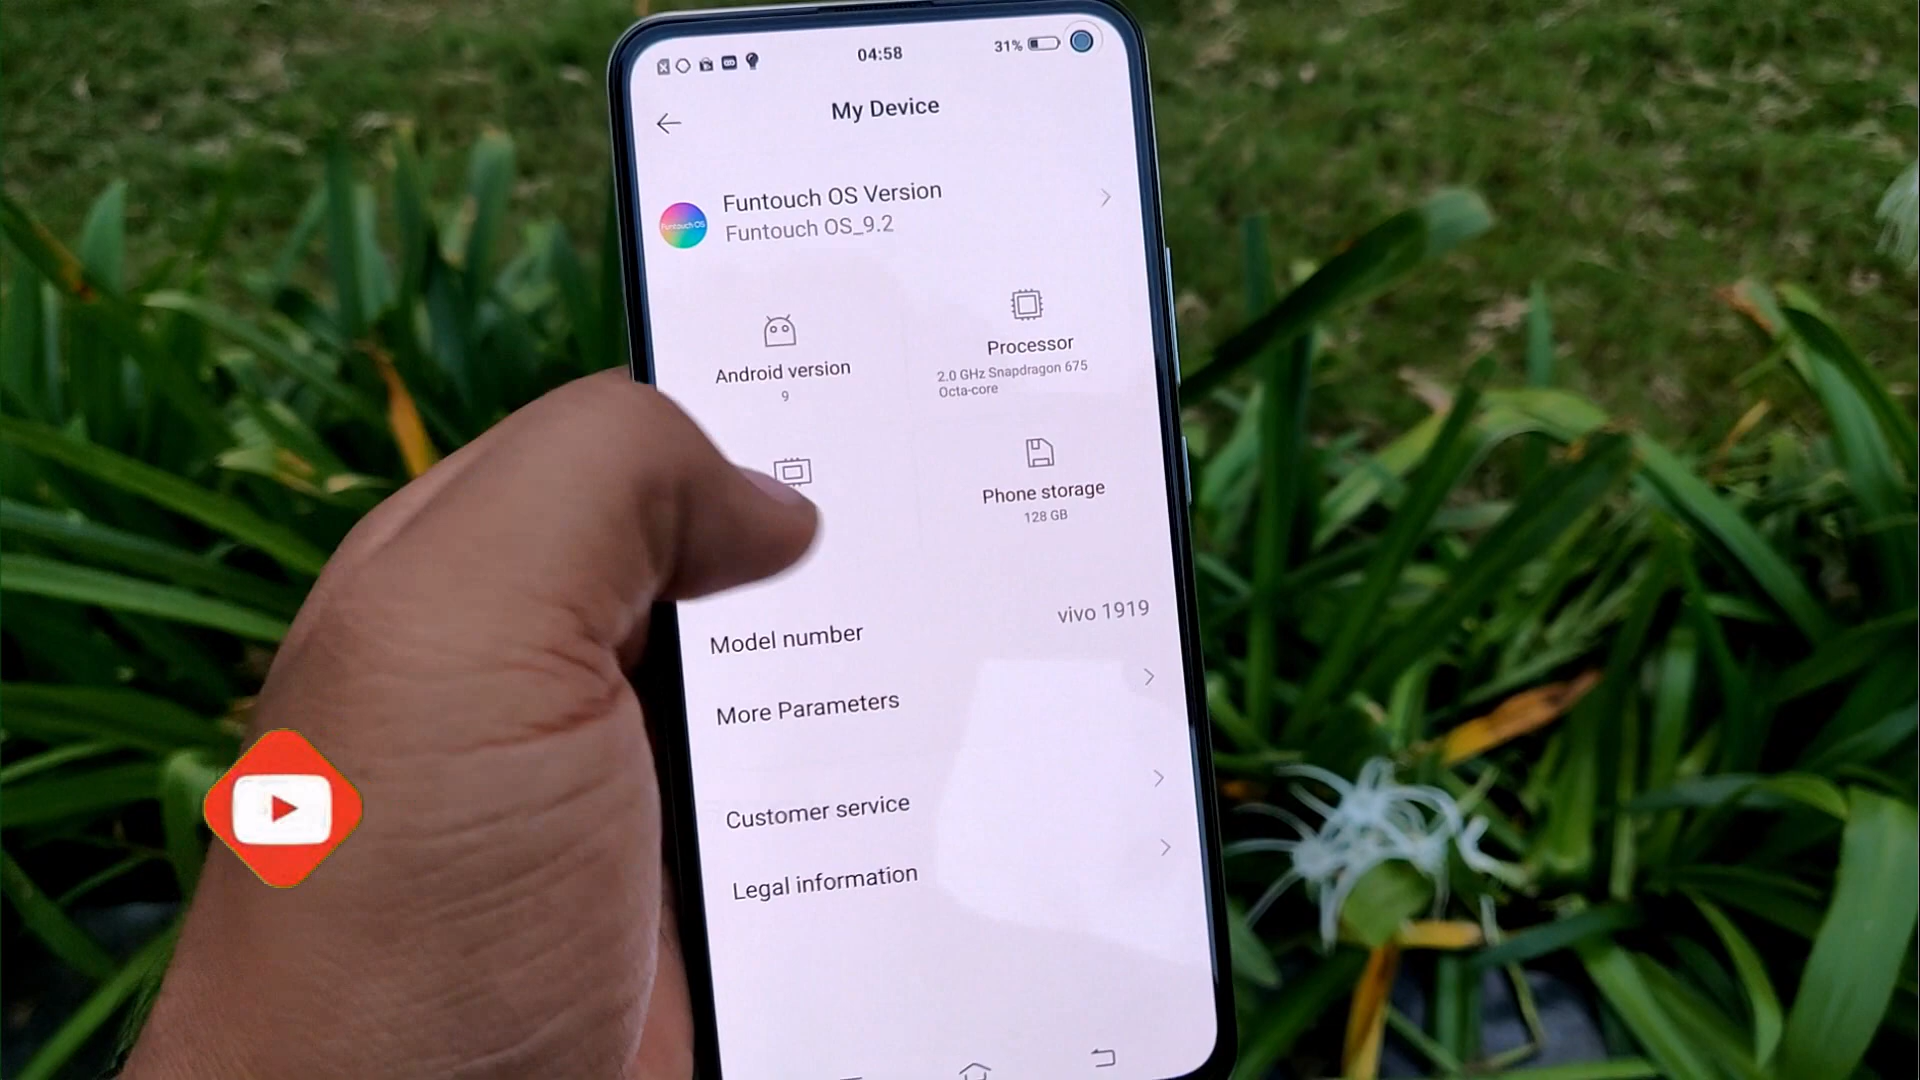 04:58
31%
My Device
Funtouch OS Version
Funtouch OS_9.2
Funtouch OS
Android version
9
Processor
2.0 GHz Snapdragon 675
Octa-core
Phone storage
128 GB
Model number
vivo 1919
More Parameters
Customer service
Legal information